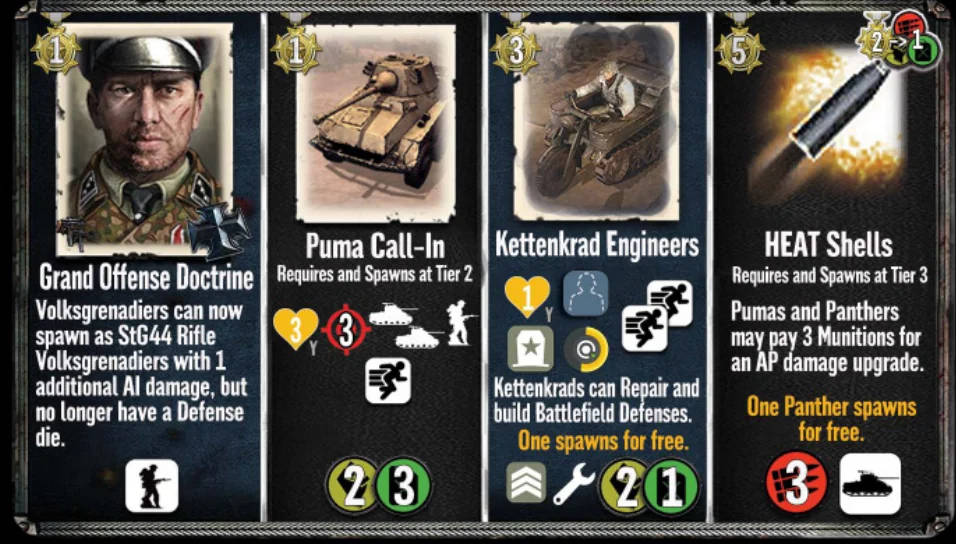 1
Grand Offense Doctrine
Volksgrenadiers can now
spawn as StG44 Rifle
Volksgrenadiers with 1
additional AI damage, but
no longer have a Defense
die.
1
Puma Call-In
Requires and Spawns at Tier 2
3 Y 3
2 3
3
Kettenkrad Engineers
1 Y
Kettenkrads can Repair and
build Battlefield Defenses.
One spawns for free.
2 1
5
2 1
HEAT Shells
Requires and Spawns at Tier 3
Pumas and Panthers
may pay 3 Munitions for
an AP damage upgrade.
One Panther spawns
for free.
3